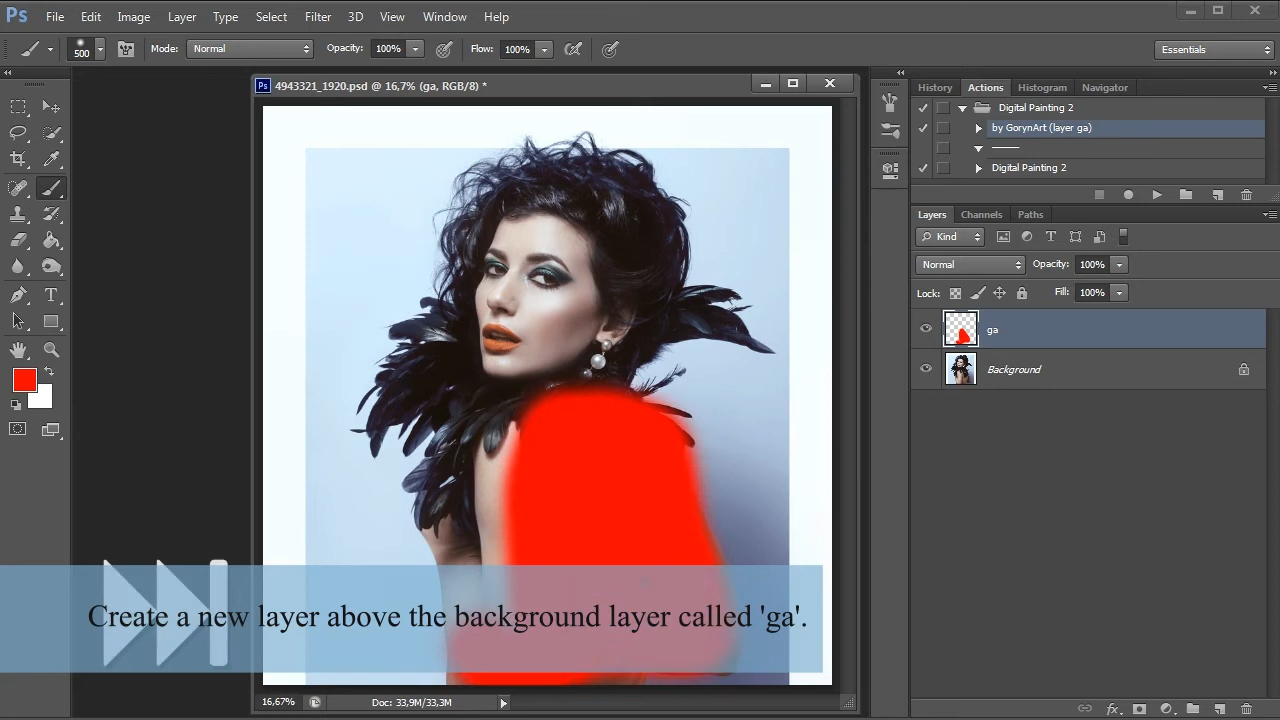 Ps File Edit Image Layer Type Select Filter 3D View Window Help
500 Mode: Normal Opacity: 100% Flow: 100% Essentials
Ps 4943321_1920.psd @ 16,7% (ga, RGB/8) *
History Actions Histogram Navigator
Digital Painting 2
by GorynArt (layer ga)
Digital Painting 2
Layers Channels Paths
Kind T
Normal Opacity: 100%
Lock: Fill: 100%
ga
Background
Create a new layer above the background layer called 'ga'.
16,67% Doc: 33,9M/33,3M
fx